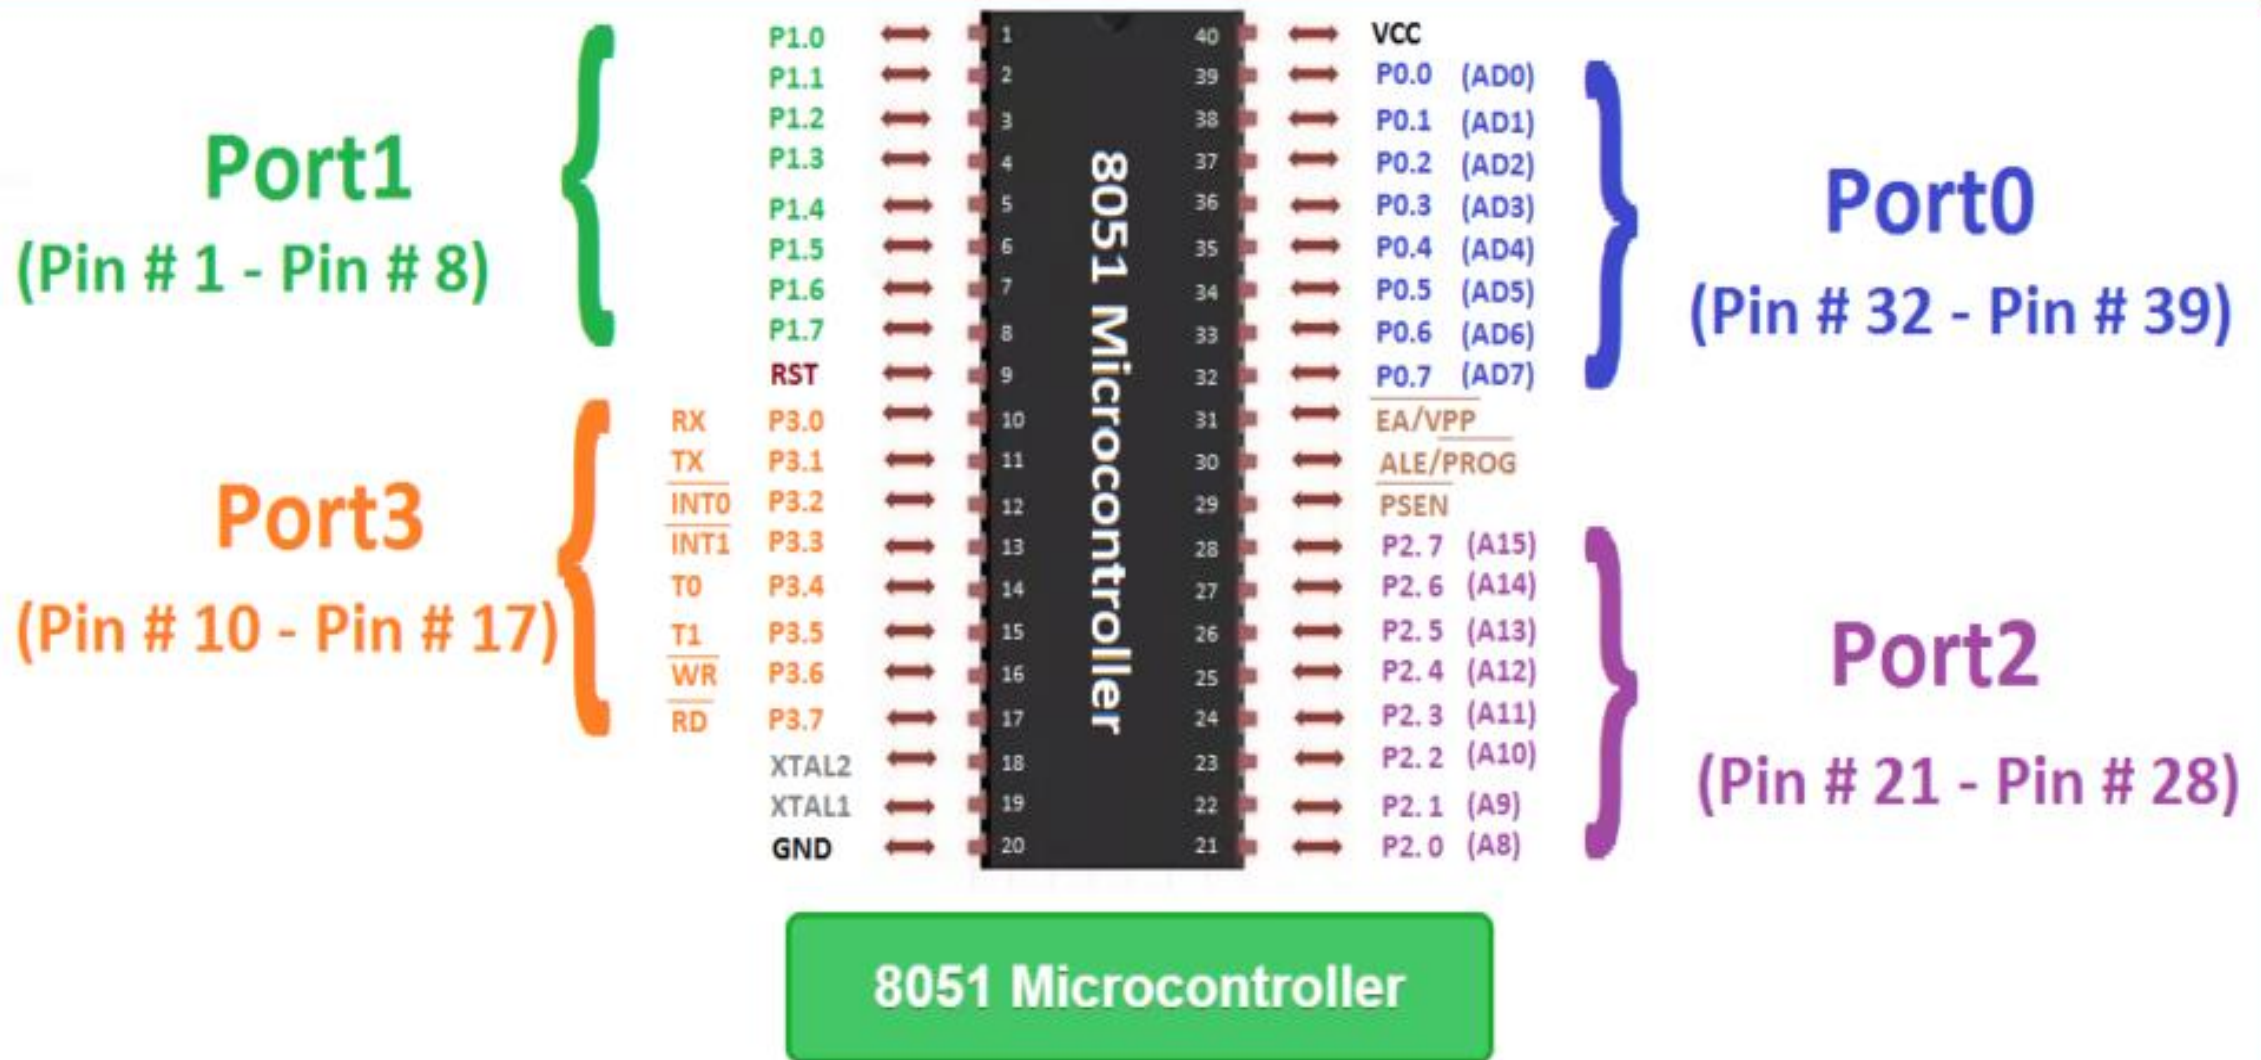 Port1
(Pin # 1 - Pin # 8)
Port3
(Pin # 10 - Pin # 17)
P1.0 1
P1.1 2
P1.2 3
P1.3 4
P1.4 5
P1.5 6
P1.6 7
P1.7 8
RST 9
RX P3.0 10
TX P3.1 11
INT0 P3.2 12
INT1 P3.3 13
T0 P3.4 14
T1 P3.5 15
WR P3.6 16
RD P3.7 17
XTAL2 18
XTAL1 19
GND 20
8051 Microcontroller
40 VCC
39 P0.0 (AD0)
38 P0.1 (AD1)
37 P0.2 (AD2)
36 P0.3 (AD3)
35 P0.4 (AD4)
34 P0.5 (AD5)
33 P0.6 (AD6)
32 P0.7 (AD7)
31 EA/VPP
30 ALE/PROG
29 PSEN
28 P2.7 (A15)
27 P2.6 (A14)
26 P2.5 (A13)
25 P2.4 (A12)
24 P2.3 (A11)
23 P2.2 (A10)
22 P2.1 (A9)
21 P2.0 (A8)
Port0
(Pin # 32 - Pin # 39)
Port2
(Pin # 21 - Pin # 28)
8051 Microcontroller